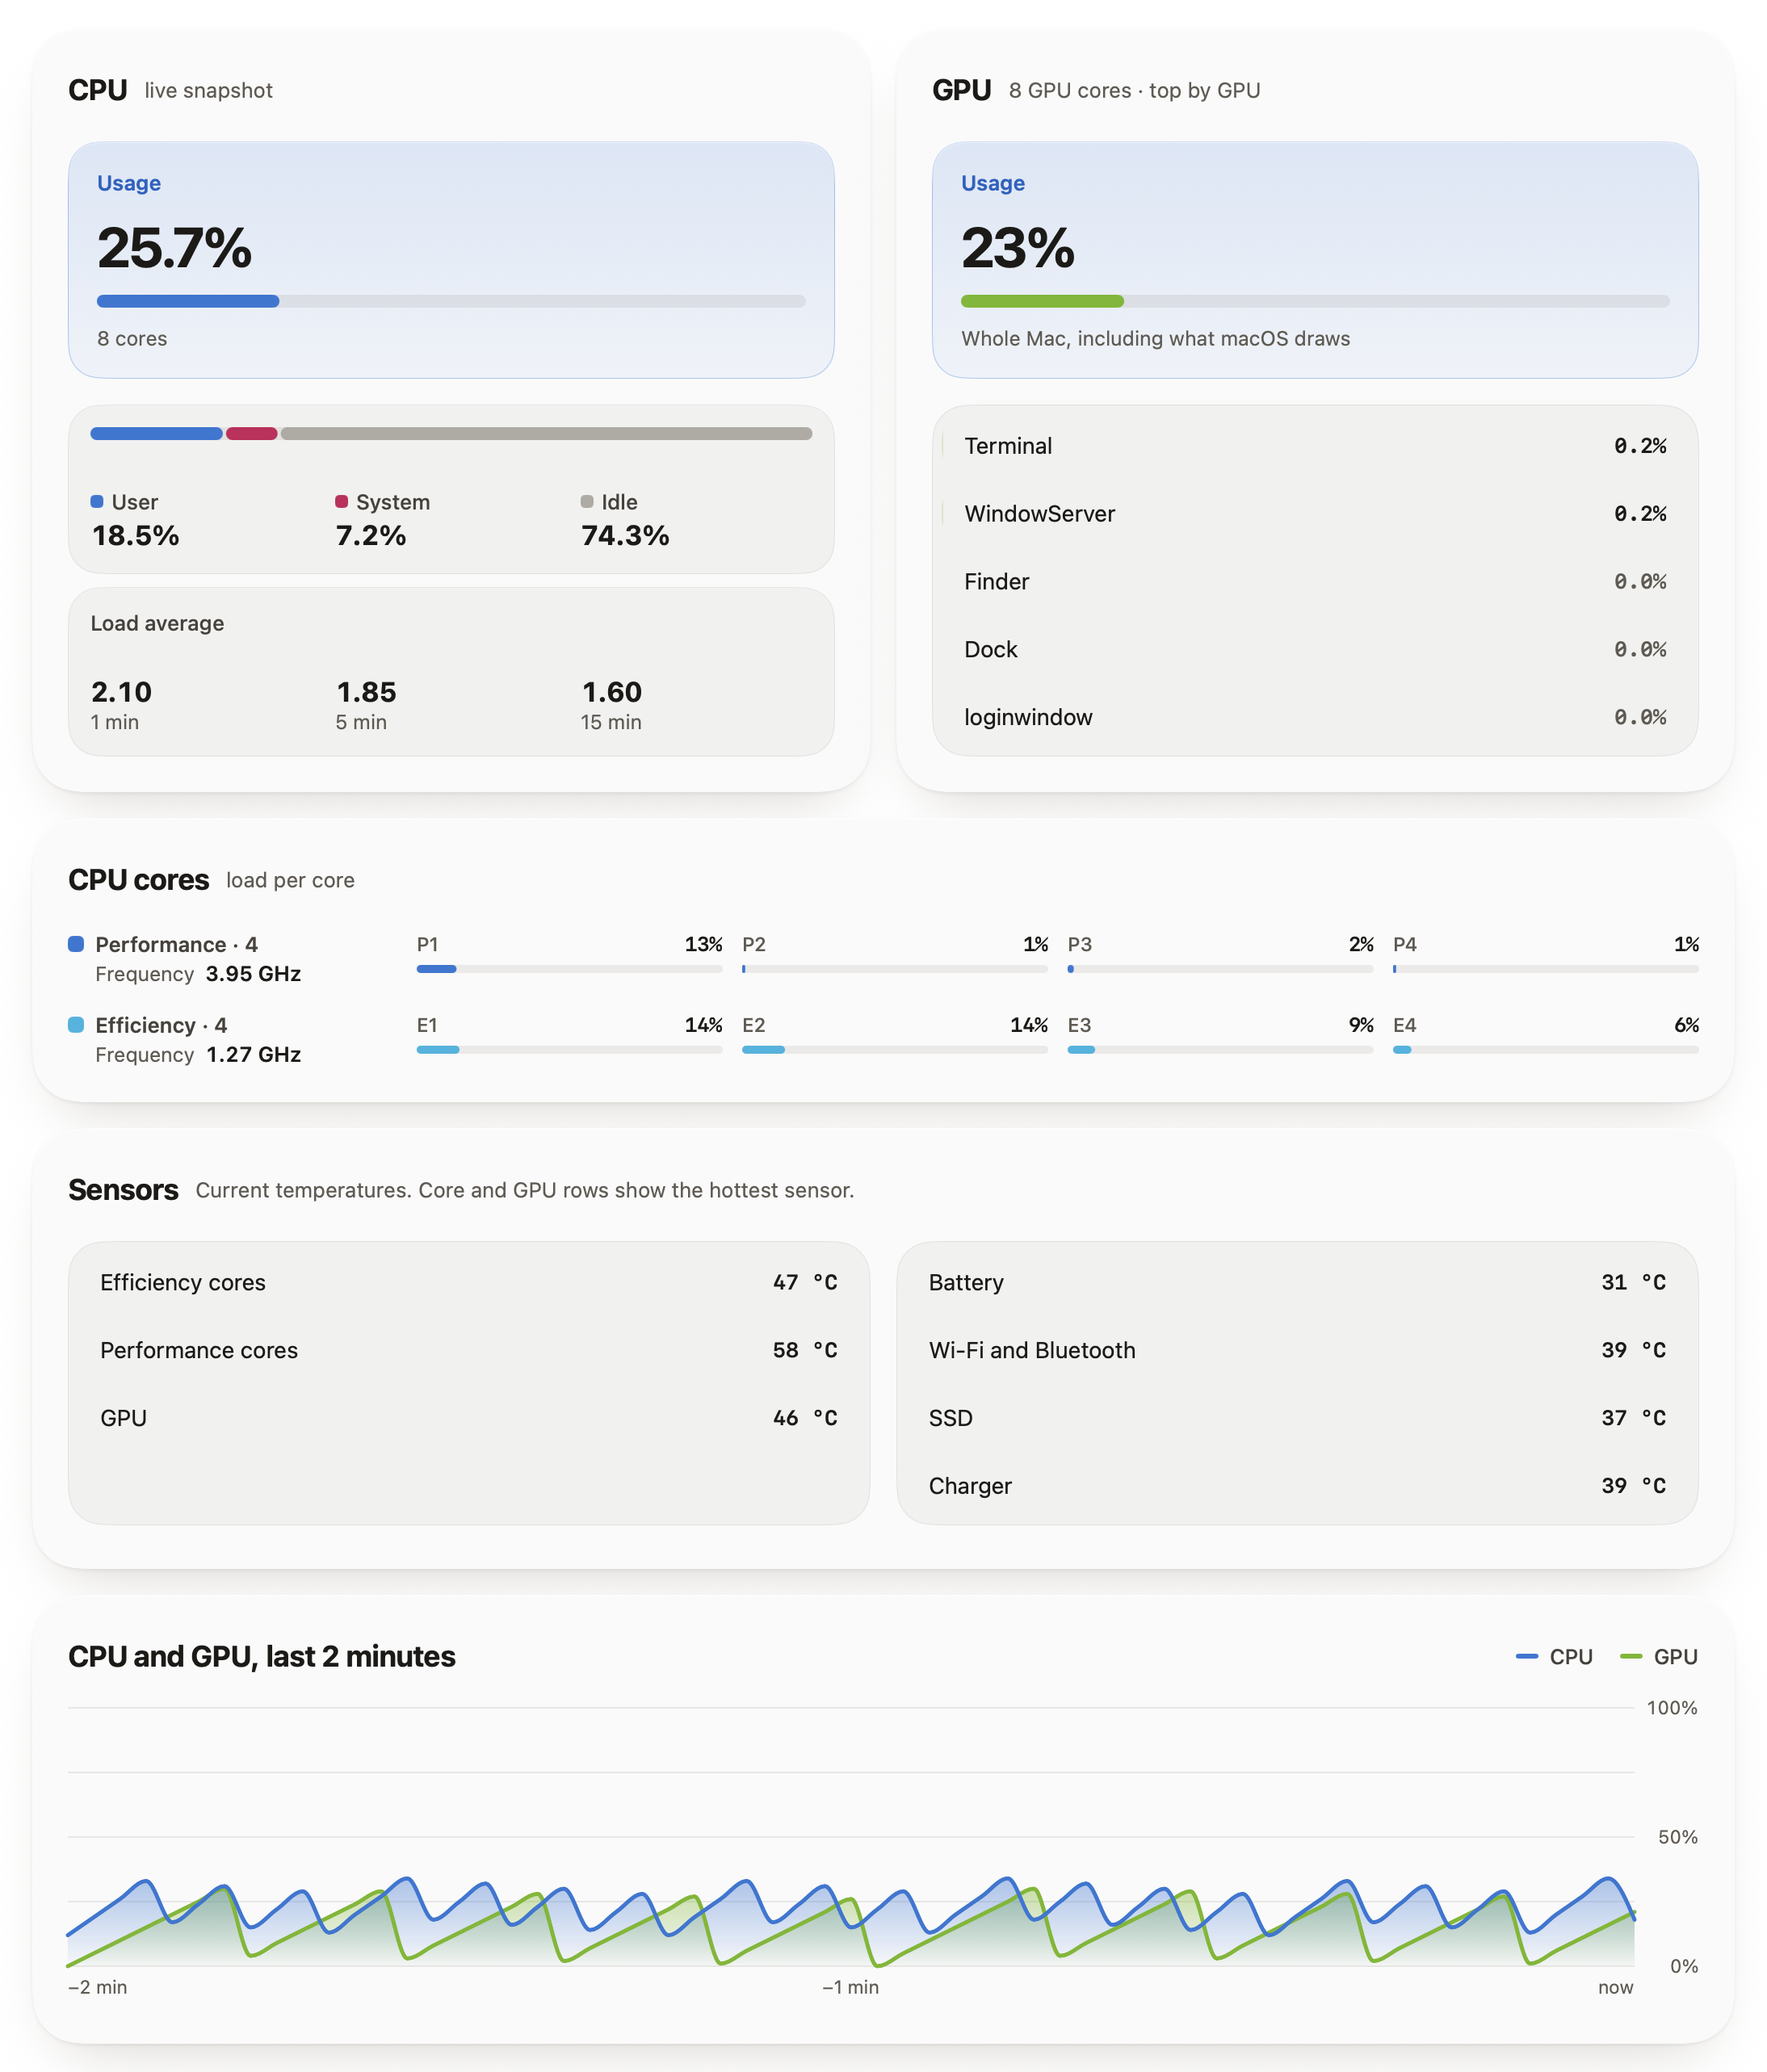 CPU live snapshot
Usage
25.7%
8 cores
User System Idle
18.5% 7.2% 74.3%
Load average
2.10 1.85 1.60
1 min 5 min 15 min
GPU 8 GPU cores · top by GPU
Usage
23%
Whole Mac, including what macOS draws
Terminal 0.2%
WindowServer 0.2%
Finder 0.0%
Dock 0.0%
loginwindow 0.0%
CPU cores load per core
Performance · 4 P1 13% P2 1% P3 2% P4 1%
Frequency 3.95 GHz
Efficiency · 4 E1 14% E2 14% E3 9% E4 6%
Frequency 1.27 GHz
Sensors Current temperatures. Core and GPU rows show the hottest sensor.
Efficiency cores 47 °C
Performance cores 58 °C
GPU 46 °C
Battery 31 °C
Wi-Fi and Bluetooth 39 °C
SSD 37 °C
Charger 39 °C
CPU and GPU, last 2 minutes CPU GPU
100%
50%
0%
−2 min −1 min now